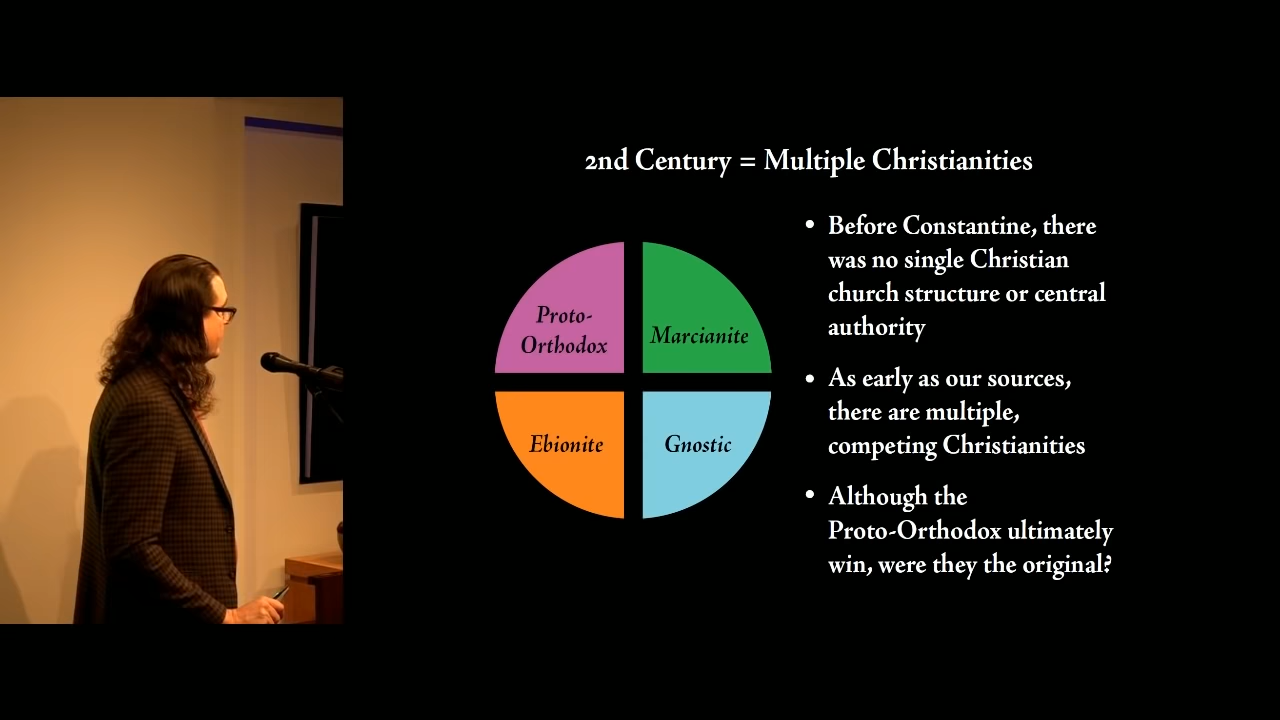 2nd Century = Multiple Christianities
Proto-
Orthodox
Marcianite
Ebionite
Gnostic
• Before Constantine, there
was no single Christian
church structure or central
authority
• As early as our sources,
there are multiple,
competing Christianities
• Although the
Proto-Orthodox ultimately
win, were they the original?